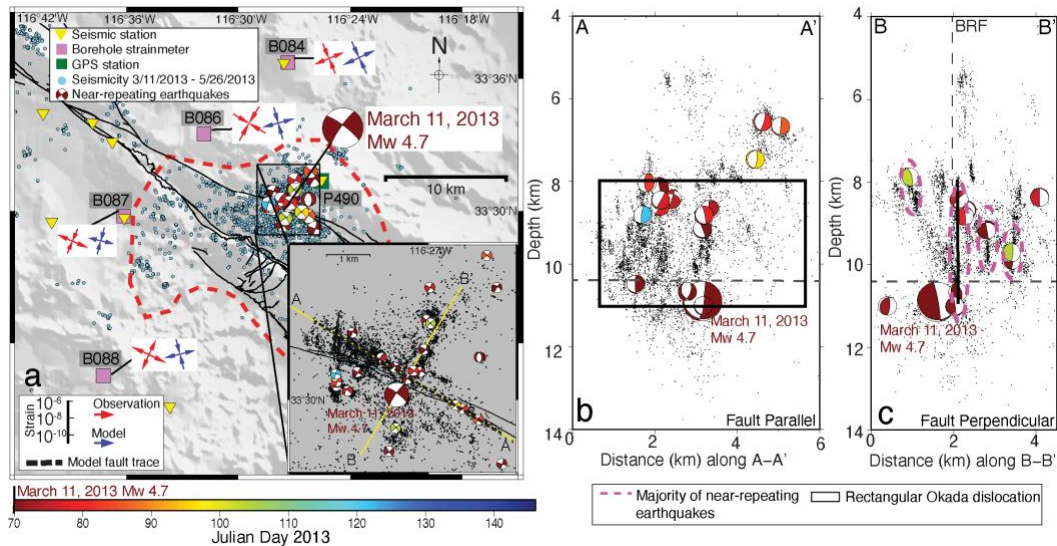 116°42'W 116°36'W 116°30'W 116°24'W 116°18'W
Seismic station
Borehole strainmeter
GPS station
Seismicity 3/11/2013 - 5/26/2013
Near-repeating earthquakes
B084
N
33°36'N
B086
March 11, 2013
Mw 4.7
10 km
B087
P490
33°30'N
116°27'W
1 km
A
B'
B088
33°30'N
March 11, 2013
Mw 4.7
B
A'
a
Strain
10⁻⁶
10⁻⁸
10⁻¹⁰
Observation
Model
Model fault trace
March 11, 2013 Mw 4.7
70 80 90 100 110 120 130 140
Julian Day 2013
A A'
Depth (km)
4
6
8
10
12
14
March 11, 2013
Mw 4.7
b
Fault Parallel
0 2 4 6
Distance (km) along A–A'
B BRF B'
Depth (km)
4
6
8
10
12
14
March 11, 2013
Mw 4.7
c
Fault Perpendicular
0 2 4
Distance (km) along B–B'
Majority of near-repeating
earthquakes
Rectangular Okada dislocation